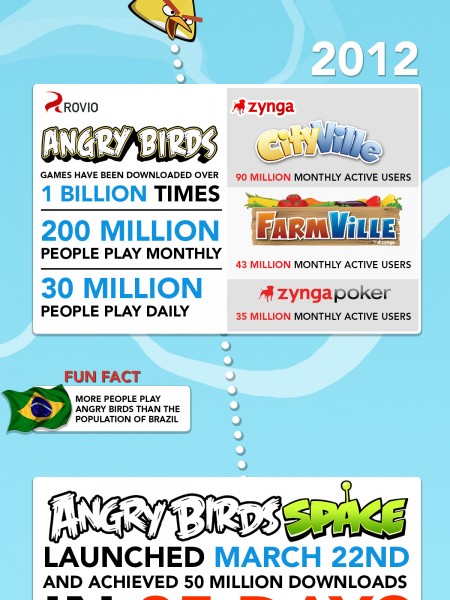 2012
ROVIO
ANGRY BIRDS
GAMES HAVE BEEN DOWNLOADED OVER
1 BILLION TIMES
200 MILLION
PEOPLE PLAY MONTHLY
30 MILLION
PEOPLE PLAY DAILY
zynga
CityVille
90 MILLION MONTHLY ACTIVE USERS
FARMVILLE
by zynga
43 MILLION MONTHLY ACTIVE USERS
zyngapoker
35 MILLION MONTHLY ACTIVE USERS
FUN FACT
MORE PEOPLE PLAY
ANGRY BIRDS THAN THE
POPULATION OF BRAZIL
ANGRY BIRDS SPACE
LAUNCHED MARCH 22ND
AND ACHIEVED 50 MILLION DOWNLOADS
IN 35 DAYS